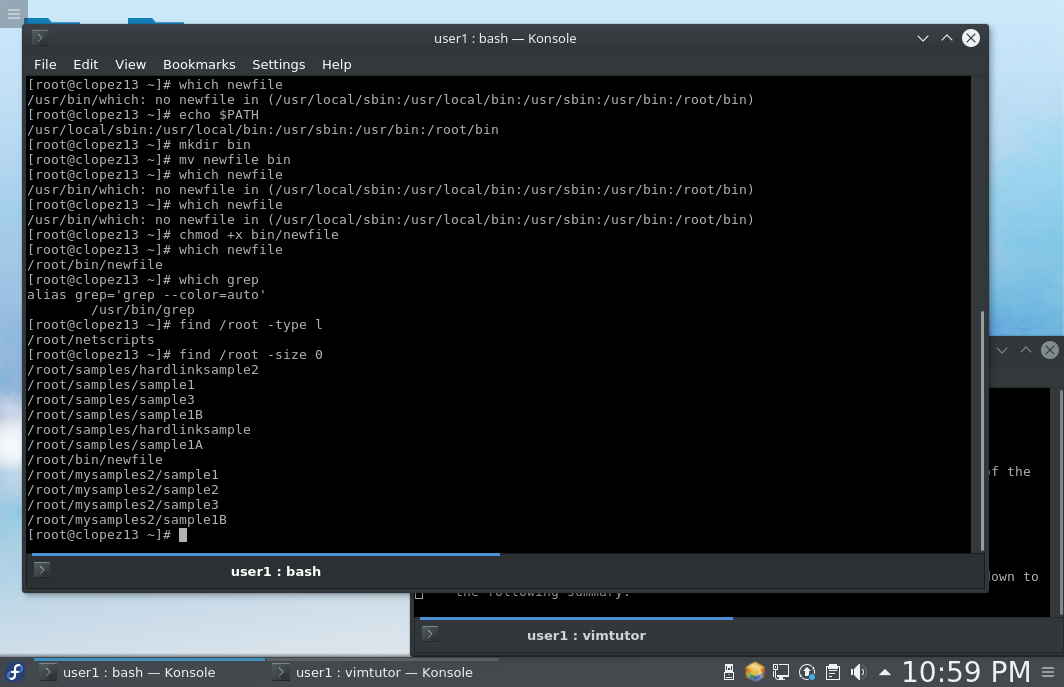 user1 : bash — Konsole
File Edit View Bookmarks Settings Help
[root@clopez13 ~]# which newfile
/usr/bin/which: no newfile in (/usr/local/sbin:/usr/local/bin:/usr/sbin:/usr/bin:/root/bin)
[root@clopez13 ~]# echo $PATH
/usr/local/sbin:/usr/local/bin:/usr/sbin:/usr/bin:/root/bin
[root@clopez13 ~]# mkdir bin
[root@clopez13 ~]# mv newfile bin
[root@clopez13 ~]# which newfile
/usr/bin/which: no newfile in (/usr/local/sbin:/usr/local/bin:/usr/sbin:/usr/bin:/root/bin)
[root@clopez13 ~]# which newfile
/usr/bin/which: no newfile in (/usr/local/sbin:/usr/local/bin:/usr/sbin:/usr/bin:/root/bin)
[root@clopez13 ~]# chmod +x bin/newfile
[root@clopez13 ~]# which newfile
/root/bin/newfile
[root@clopez13 ~]# which grep
alias grep='grep --color=auto'
/usr/bin/grep
[root@clopez13 ~]# find /root -type l
/root/netscripts
[root@clopez13 ~]# find /root -size 0
/root/samples/hardlinksample2
/root/samples/sample1
/root/samples/sample3
/root/samples/sample1B
/root/samples/hardlinksample
/root/samples/sample1A
/root/bin/newfile
/root/mysamples2/sample1
/root/mysamples2/sample2
/root/mysamples2/sample3
/root/mysamples2/sample1B
[root@clopez13 ~]#
user1 : bash
of the
down to
the following summary.
user1 : vimtutor
user1 : bash — Konsole
user1 : vimtutor — Konsole
10:59 PM